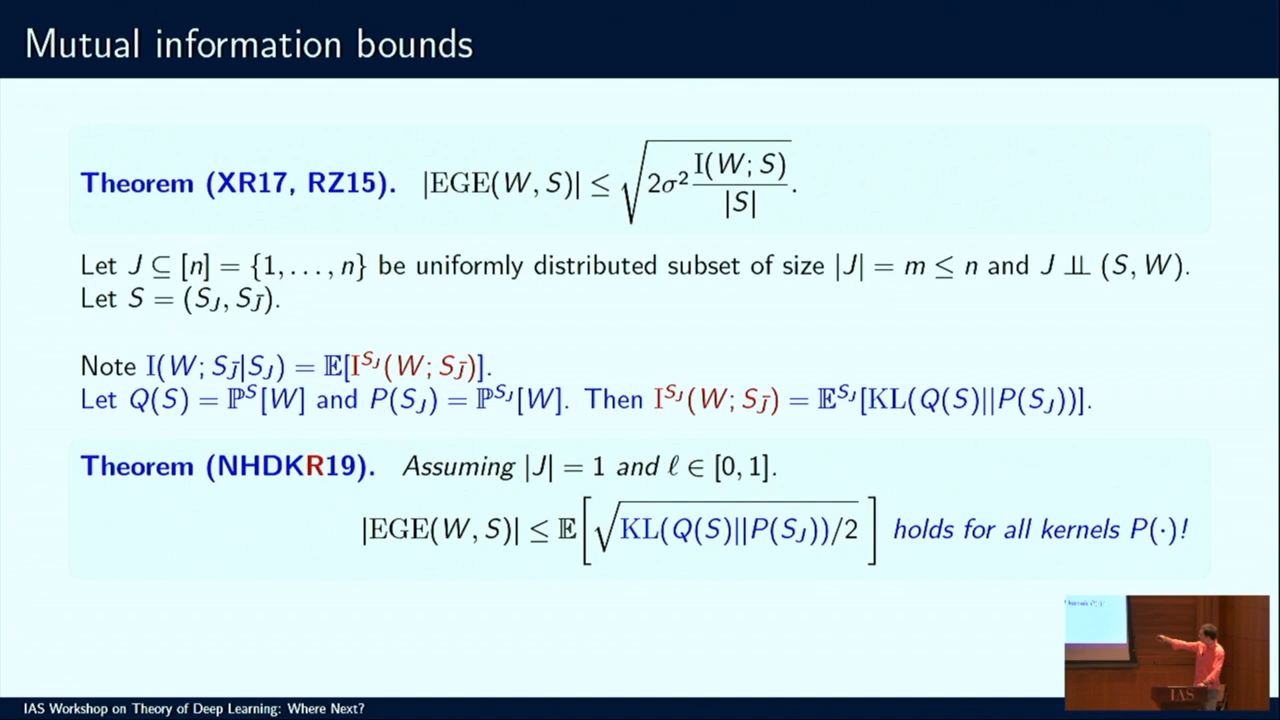 Mutual information bounds
Theorem (XR17, RZ15). |EGE(W, S)| ≤ √(2σ² I(W; S)/|S|).
Let J ⊆ [n] = {1, . . . , n} be uniformly distributed subset of size |J| = m ≤ n and J ⫫ (S, W).
Let S = (S_J, S_J̄).
Note I(W; S_J̄|S_J) = 𝔼[I^{S_J}(W; S_J̄)].
Let Q(S) = ℙ^S[W] and P(S_J) = ℙ^{S_J}[W]. Then I^{S_J}(W; S_J̄) = 𝔼^{S_J}[KL(Q(S)||P(S_J))].
Theorem (NHDKR19). Assuming |J| = 1 and ℓ ∈ [0, 1].
|EGE(W, S)| ≤ 𝔼[√(KL(Q(S)||P(S_J))/2)] holds for all kernels P(·)!
IAS
IAS Workshop on Theory of Deep Learning: Where Next?